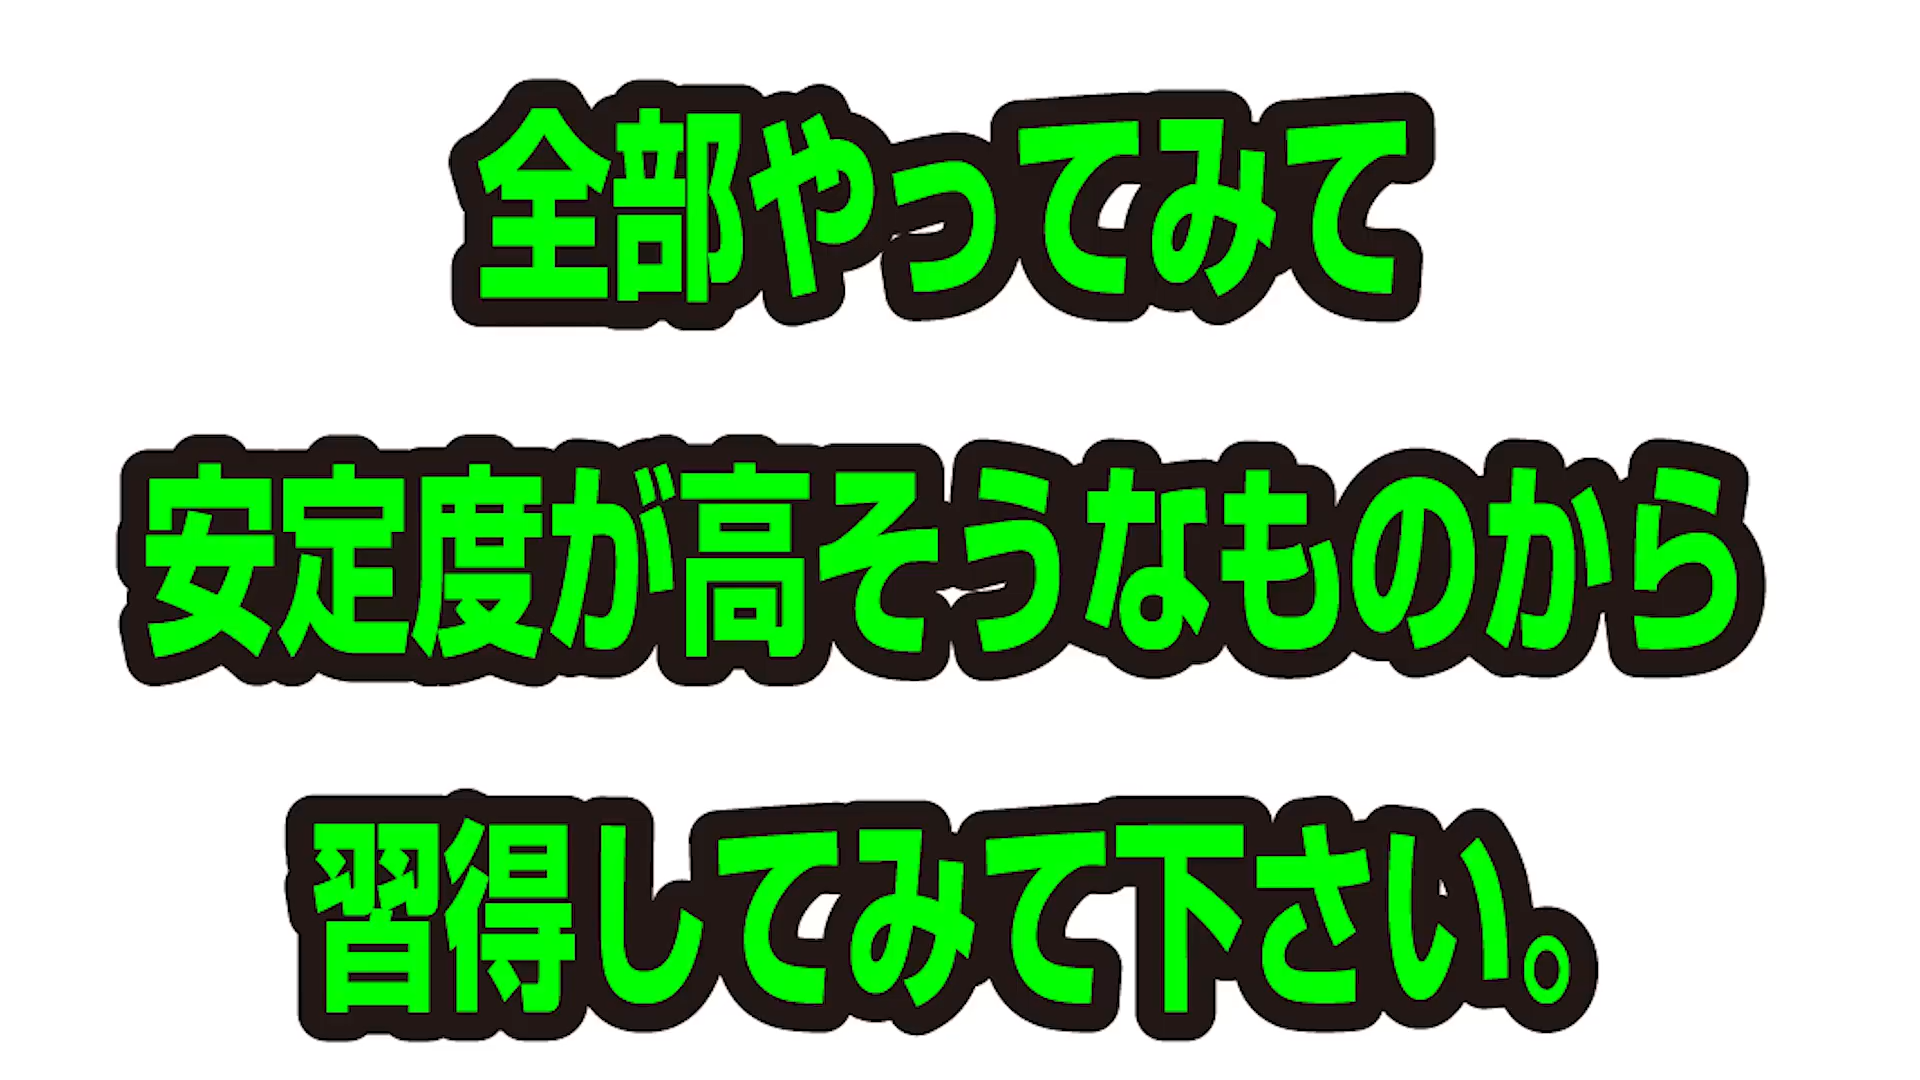 全部やってみて
安定度が高そうなものから
習得してみて下さい。